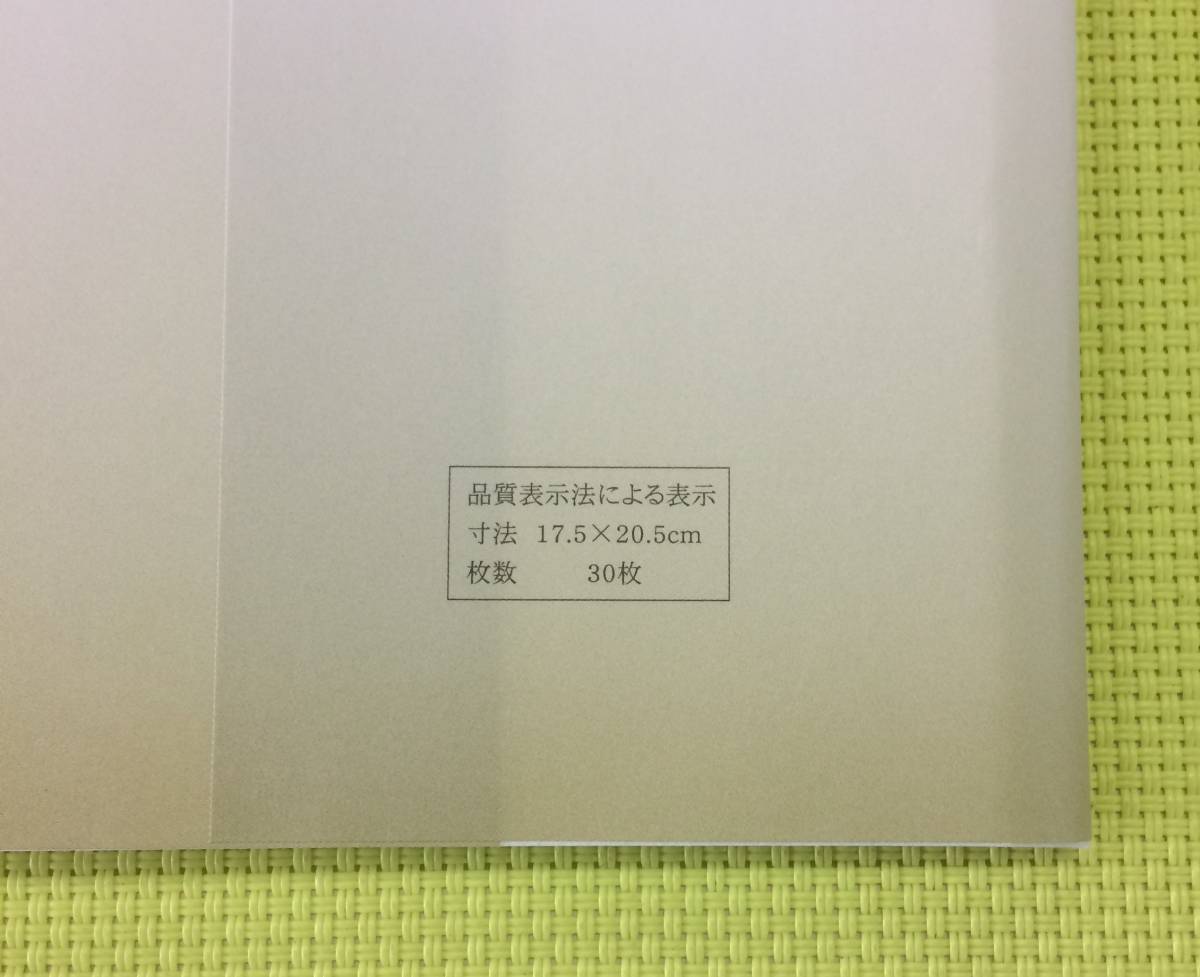 品質表示法による表示
寸法 17.5×20.5cm
枚数 30枚